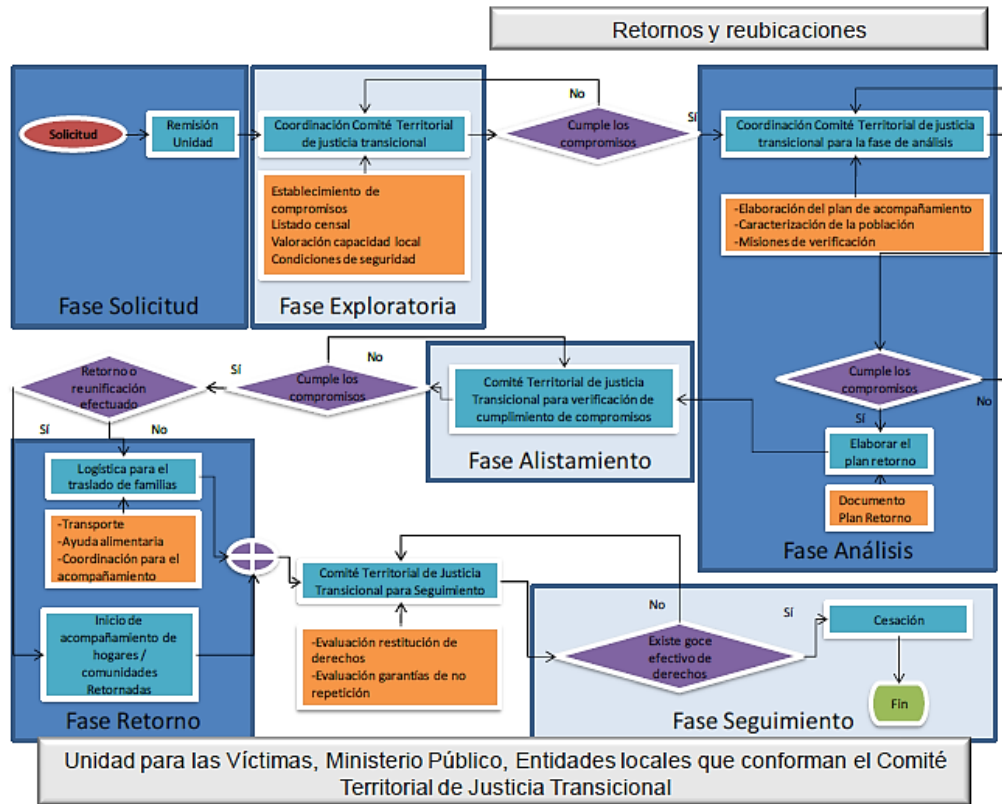 Retornos y reubicaciones
Solicitud
Remisión
Unidad
Fase Solicitud
Coordinación Comité Territorial
de justicia transicional
Establecimiento de
compromisos
Listado censal
Valoración capacidad local
Condiciones de seguridad
Fase Exploratoria
No
Cumple los
compromisos
Sí
Coordinación Comité Territorial de justicia
transicional para la fase de análisis
-Elaboración del plan de acompañamiento
-Caracterización de la población
-Misiones de verificación
Cumple los
compromisos
No
Sí
Elaborar el
plan retorno
Documento
Plan Retorno
Fase Análisis
Comité Territorial de justicia
Transicional para verificación de
cumplimiento de compromisos
Fase Alistamiento
No
Cumple los
compromisos
Sí
Retorno o
reunificación
efectuado
Sí
No
Logística para el
traslado de familias
-Transporte
-Ayuda alimentaria
-Coordinación para el
acompañamiento
Inicio de
acompañamiento de
hogares /
comunidades
Retornadas
Fase Retorno
Comité Territorial de Justicia
Transicional para Seguimiento
-Evaluación restitución de
derechos
-Evaluación garantías de no
repetición
No
Existe goce
efectivo de
derechos
Sí
Cesación
Fin
Fase Seguimiento
Unidad para las Víctimas, Ministerio Público, Entidades locales que conforman el Comité
Territorial de Justicia Transicional